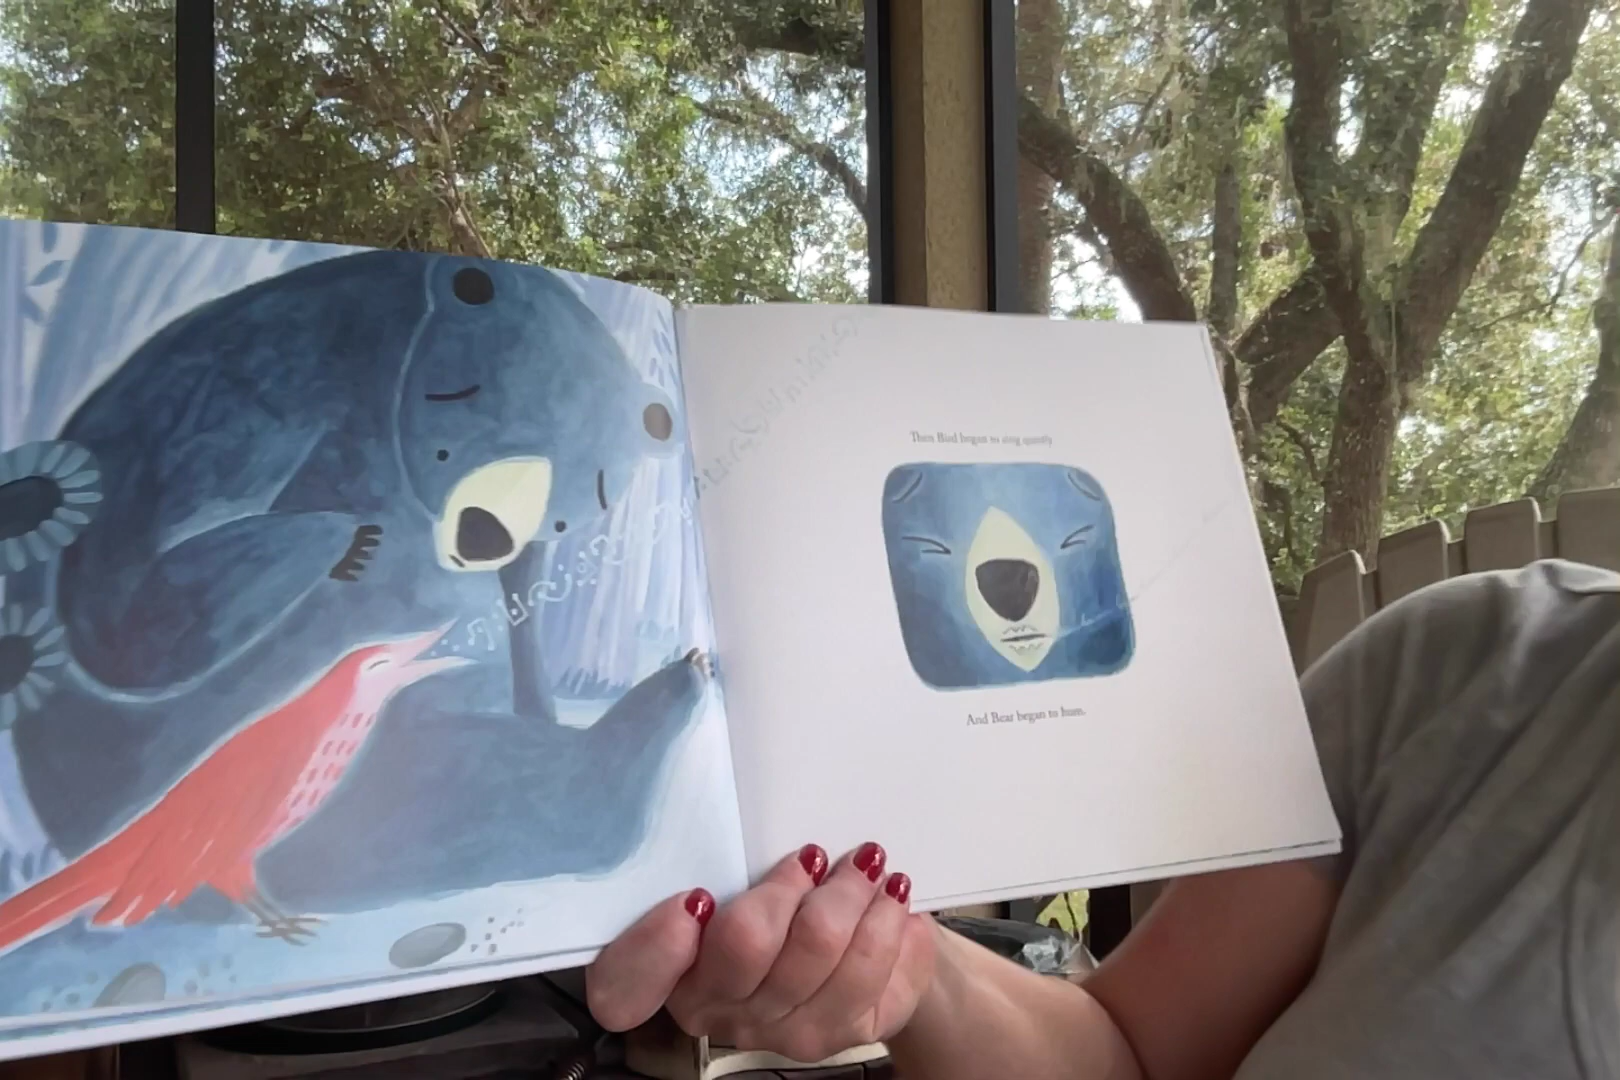 Then Bird began to sing quietly
And Bear began to hum.